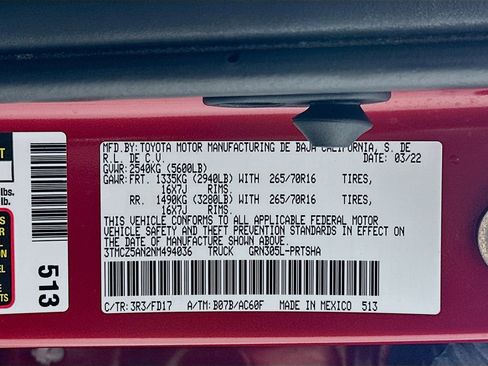 MFD.BY:TOYOTA MOTOR MANUFACTURING DE BAJA CALIFORNIA, S. DE
R.L. DE C.V. DATE: 03/22
GVWR:2540KG (5600LB)
GAWR:FRT. 1335KG (2940LB) WITH 265/70R16 TIRES,
16X7J RIMS.
RR. 1490KG (3280LB) WITH 265/70R16 TIRES,
16X7J RIMS.
THIS VEHICLE CONFORMS TO ALL APPLICABLE FEDERAL MOTOR
VEHICLE SAFETY AND THEFT PREVENTION STANDARDS IN EFFECT
ON THE DATE OF MANUFACTURE SHOWN ABOVE.
3TMCZ5AN2NM494036 TRUCK GRN305L-PRTSHA
C/TR: 3R3/FD17 A/TM: B07B/AC60F MADE IN MEXICO 513
513
lbs.
lb.